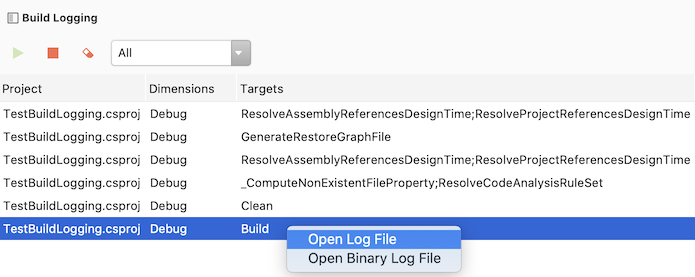 Build Logging
All
Project Dimensions Targets
TestBuildLogging.csproj Debug ResolveAssemblyReferencesDesignTime;ResolveProjectReferencesDesignTime
TestBuildLogging.csproj Debug GenerateRestoreGraphFile
TestBuildLogging.csproj Debug ResolveAssemblyReferencesDesignTime;ResolveProjectReferencesDesignTime
TestBuildLogging.csproj Debug _ComputeNonExistentFileProperty;ResolveCodeAnalysisRuleSet
TestBuildLogging.csproj Debug Clean
TestBuildLogging.csproj Debug Build
Open Log File
Open Binary Log File